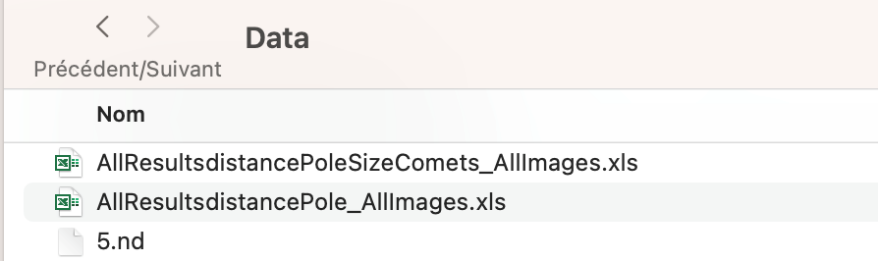 Data
Précédent/Suivant
Nom
AllResultsdistancePoleSizeComets_AllImages.xls
AllResultsdistancePole_AllImages.xls
5.nd